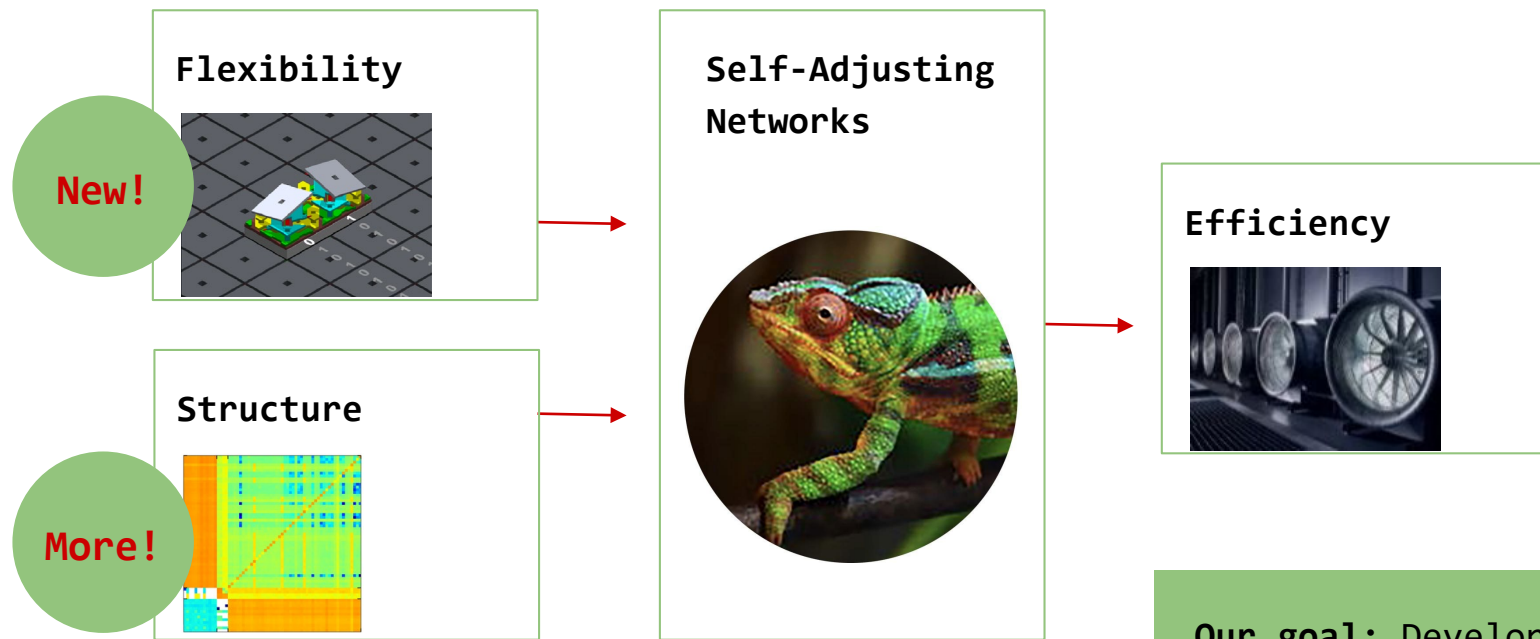 Flexibility
New!
Structure
More!
Self-Adjusting
Networks
Efficiency
Our goal: Develop